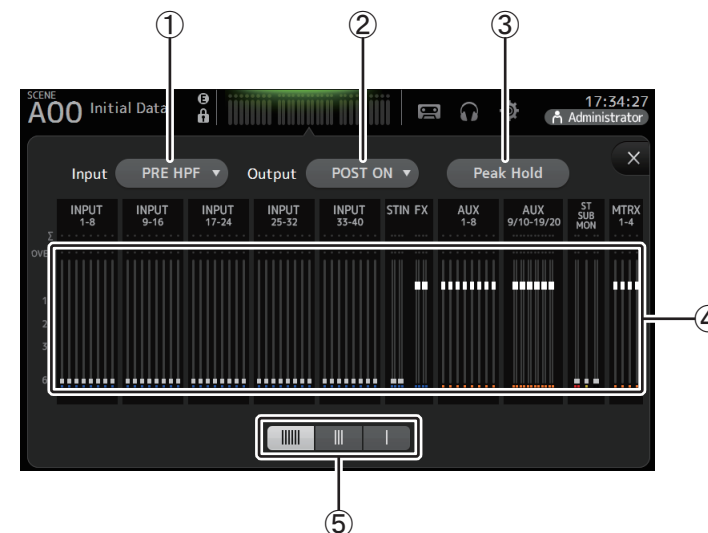 ① ② ③
SCENE
A00 Initial Data E 17:34:27
Administrator
Input PRE HPF Output POST ON Peak Hold
INPUT 1-8
INPUT 9-16
INPUT 17-24
INPUT 25-32
INPUT 33-40
STIN FX
AUX 1-8
AUX 9/10-19/20
ST SUB MON
MTRX 1-4
Σ
OVE
1
2
3
6
④
⑤